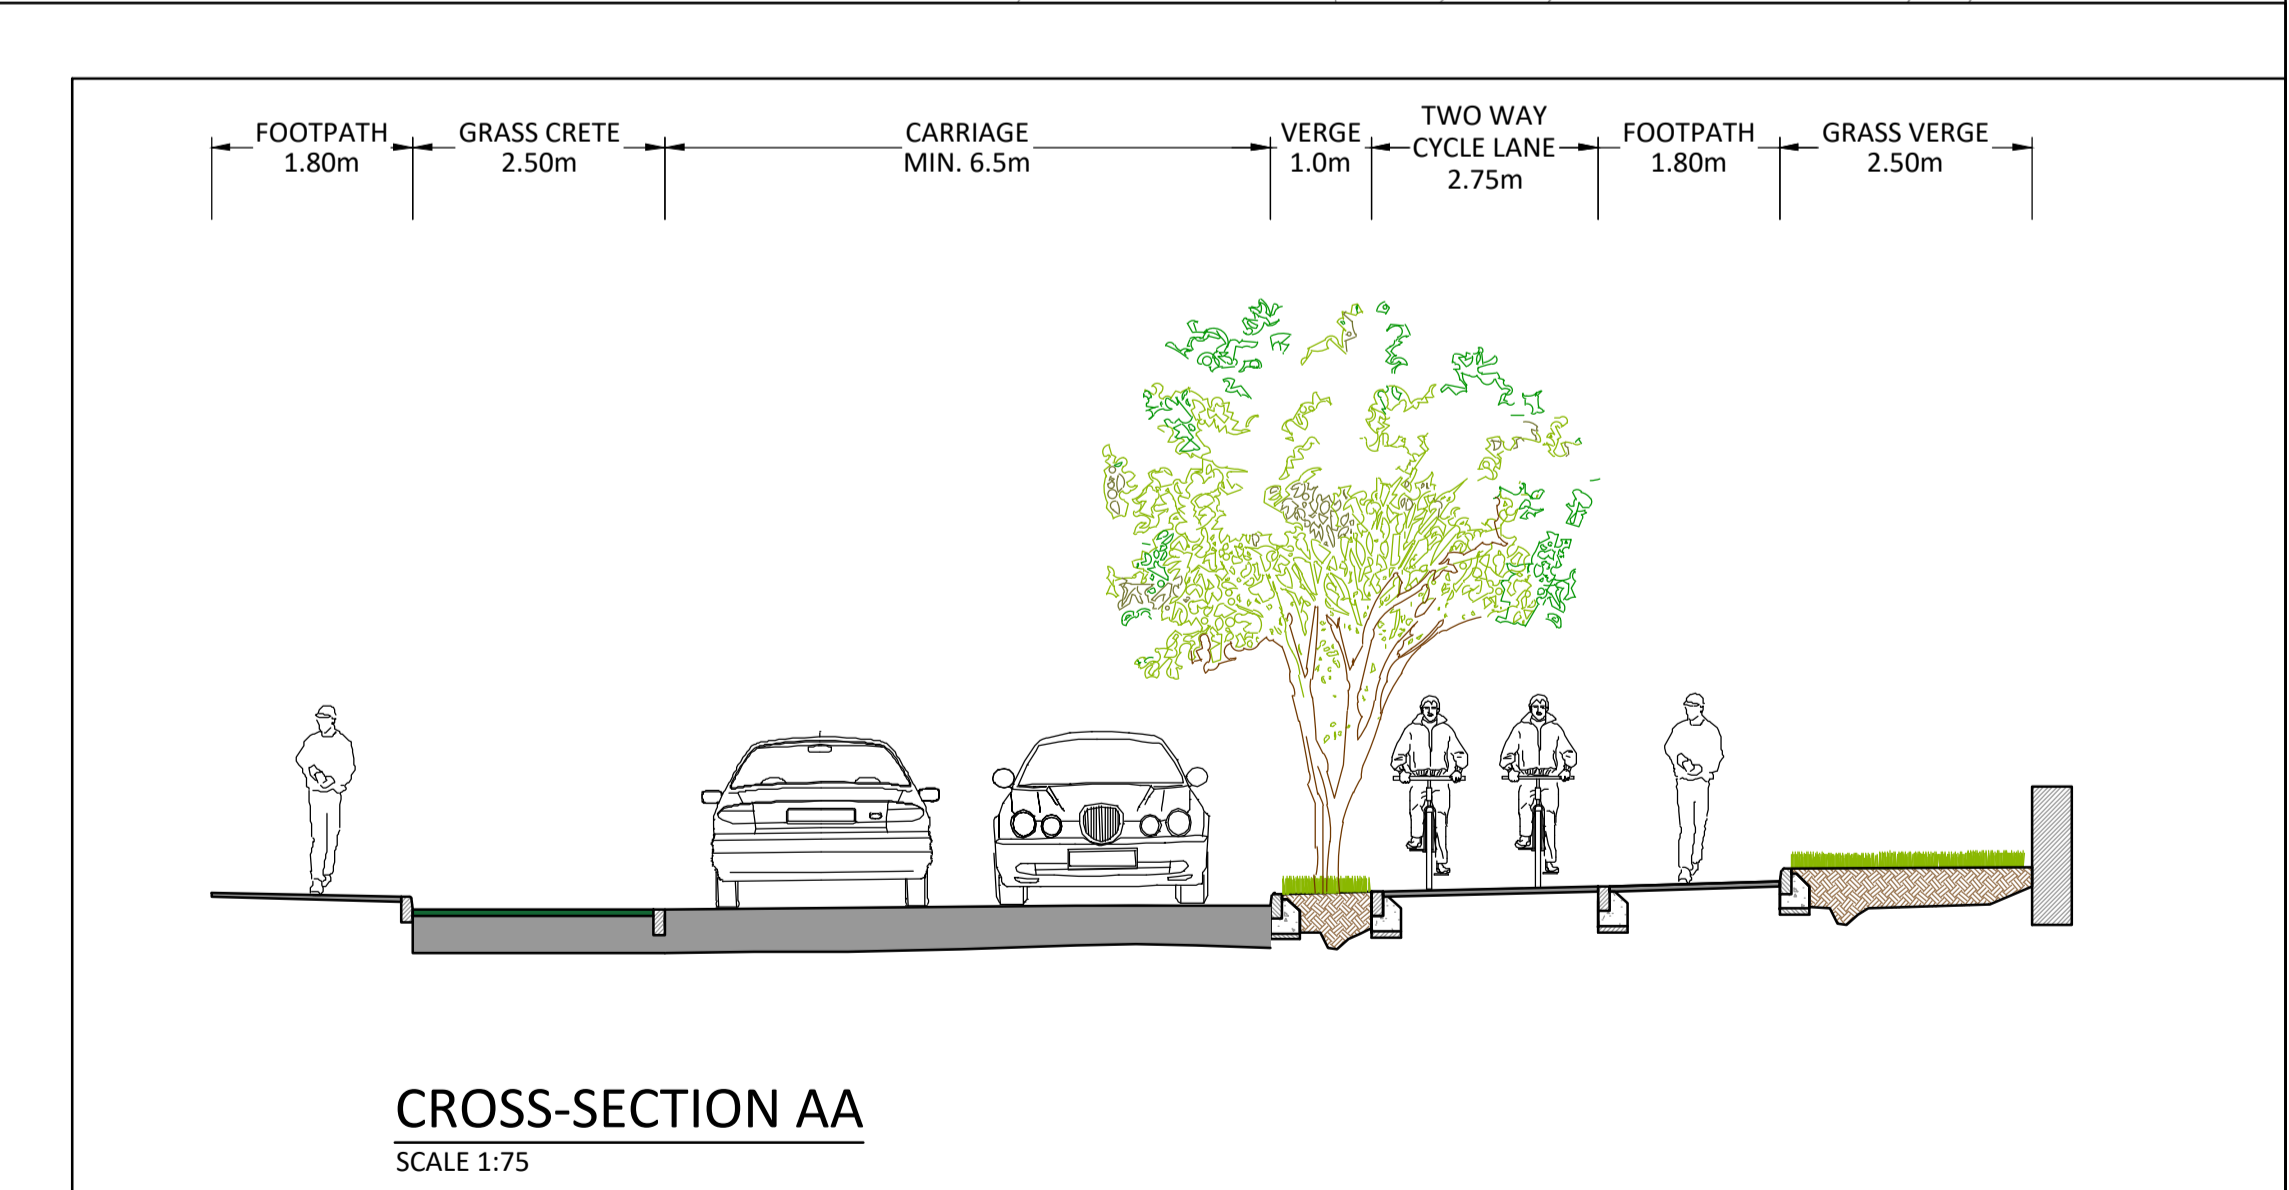 FOOTPATH
1.80m
GRASS CRETE
2.50m
CARRIAGE
MIN. 6.5m
VERGE
1.0m
TWO WAY
CYCLE LANE
2.75m
FOOTPATH
1.80m
GRASS VERGE
2.50m
CROSS-SECTION AA
SCALE 1:75